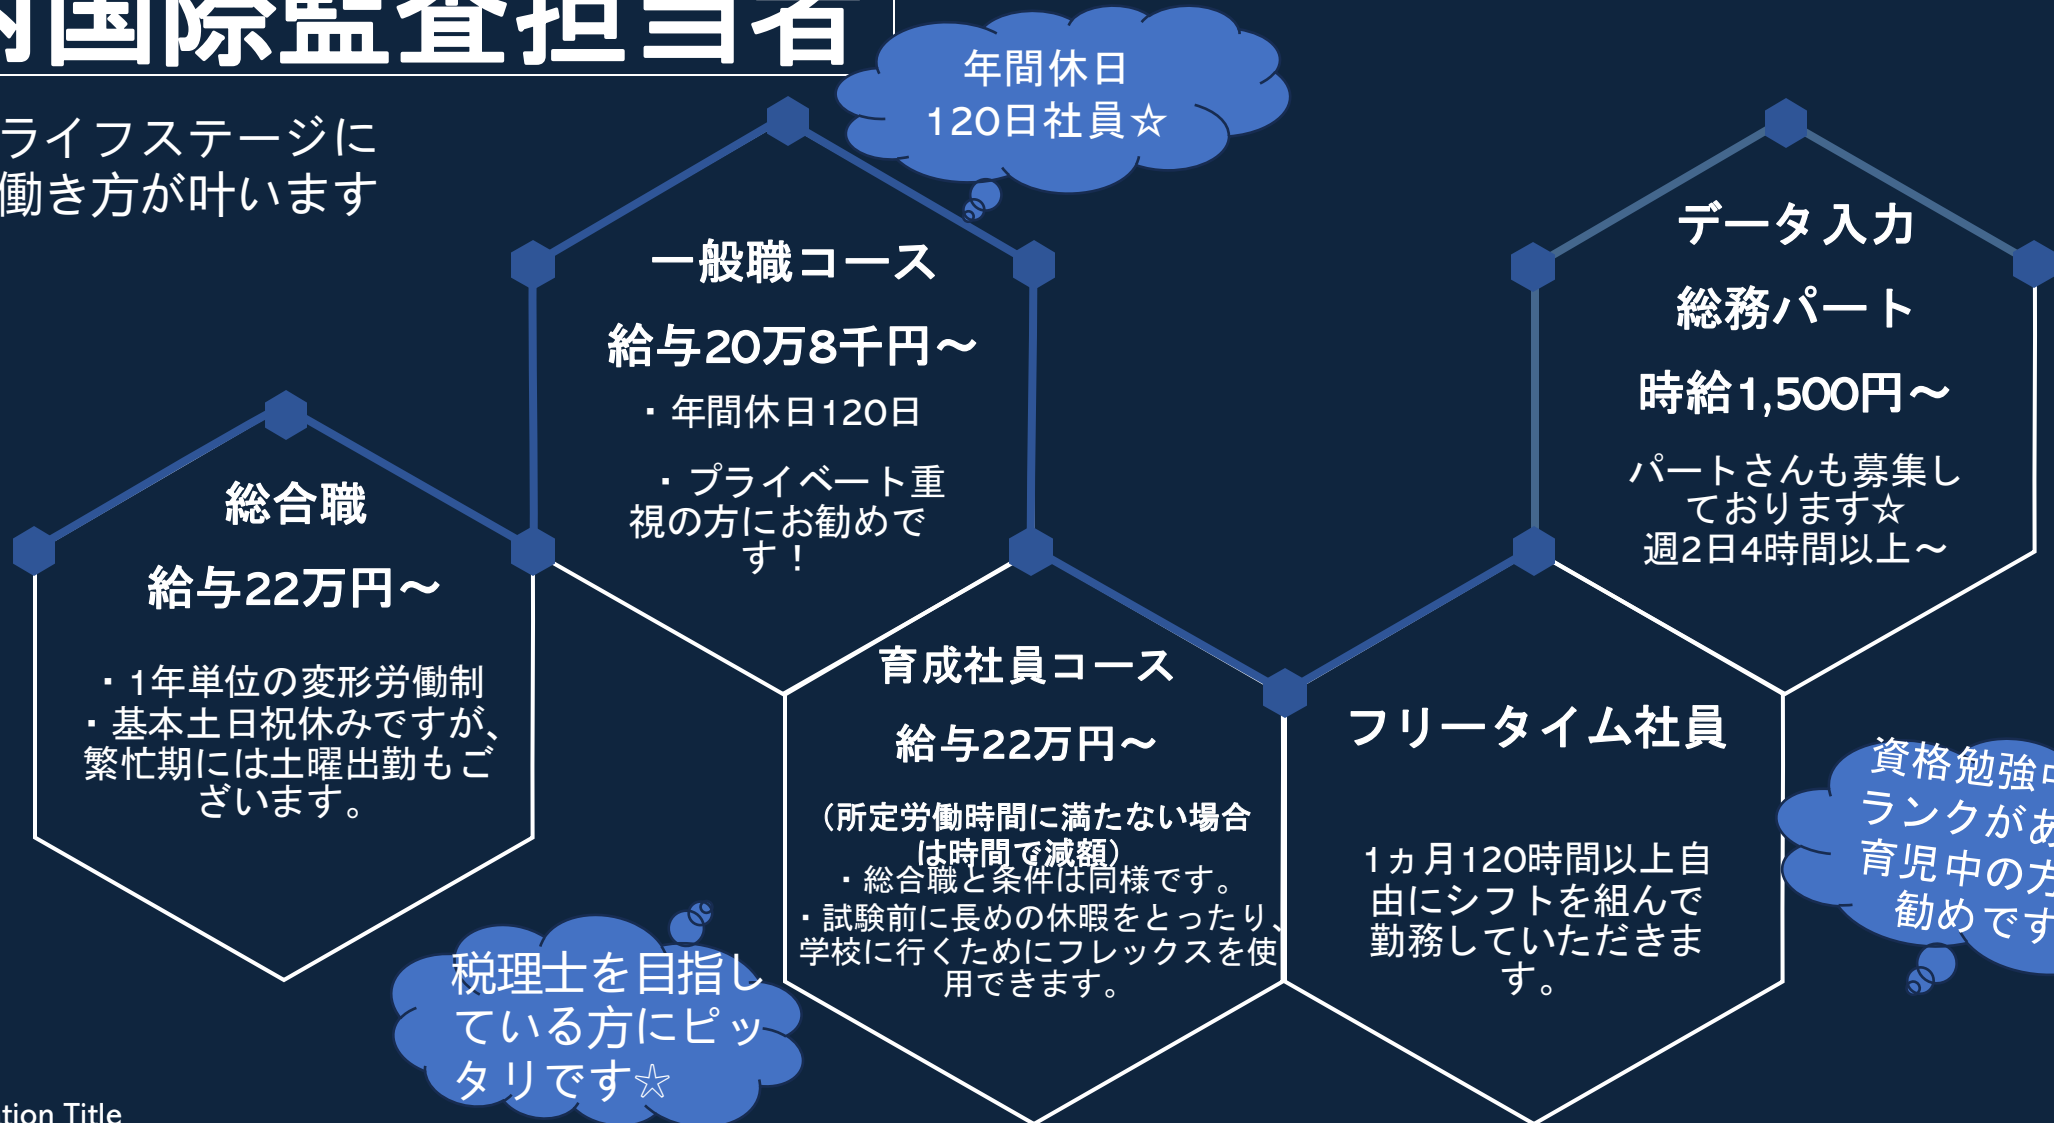 内国際監査担当者
ライフステージに
働き方が叶います
年間休日
120日社員☆
一般職コース
給与20万8千円～
・年間休日120日
・プライベート重
視の方にお勧めで
す！
データ入力
総務パート
時給1,500円～
パートさんも募集し
ております☆
週2日4時間以上～
総合職
給与22万円～
・1年単位の変形労働制
・基本土日祝休みですが、
繁忙期には土曜出勤もご
ざいます。
育成社員コース
給与22万円～
（所定労働時間に満たない場合
は時間で減額）
・総合職と条件は同様です。
・試験前に長めの休暇をとったり、
学校に行くためにフレックスを使
用できます。
フリータイム社員
1ヵ月120時間以上自
由にシフトを組んで
勤務していただきま
す。
資格勉強中
ランクがあ
育児中の方
勧めです
税理士を目指し
ている方にピッ
タリです☆
tion Title